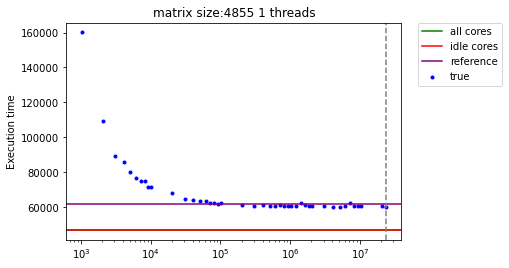 matrix size:4855 1 threads
160000
140000
120000
100000
80000
60000
Execution time
10³
10⁴
10⁵
10⁶
10⁷
all cores
idle cores
reference
true